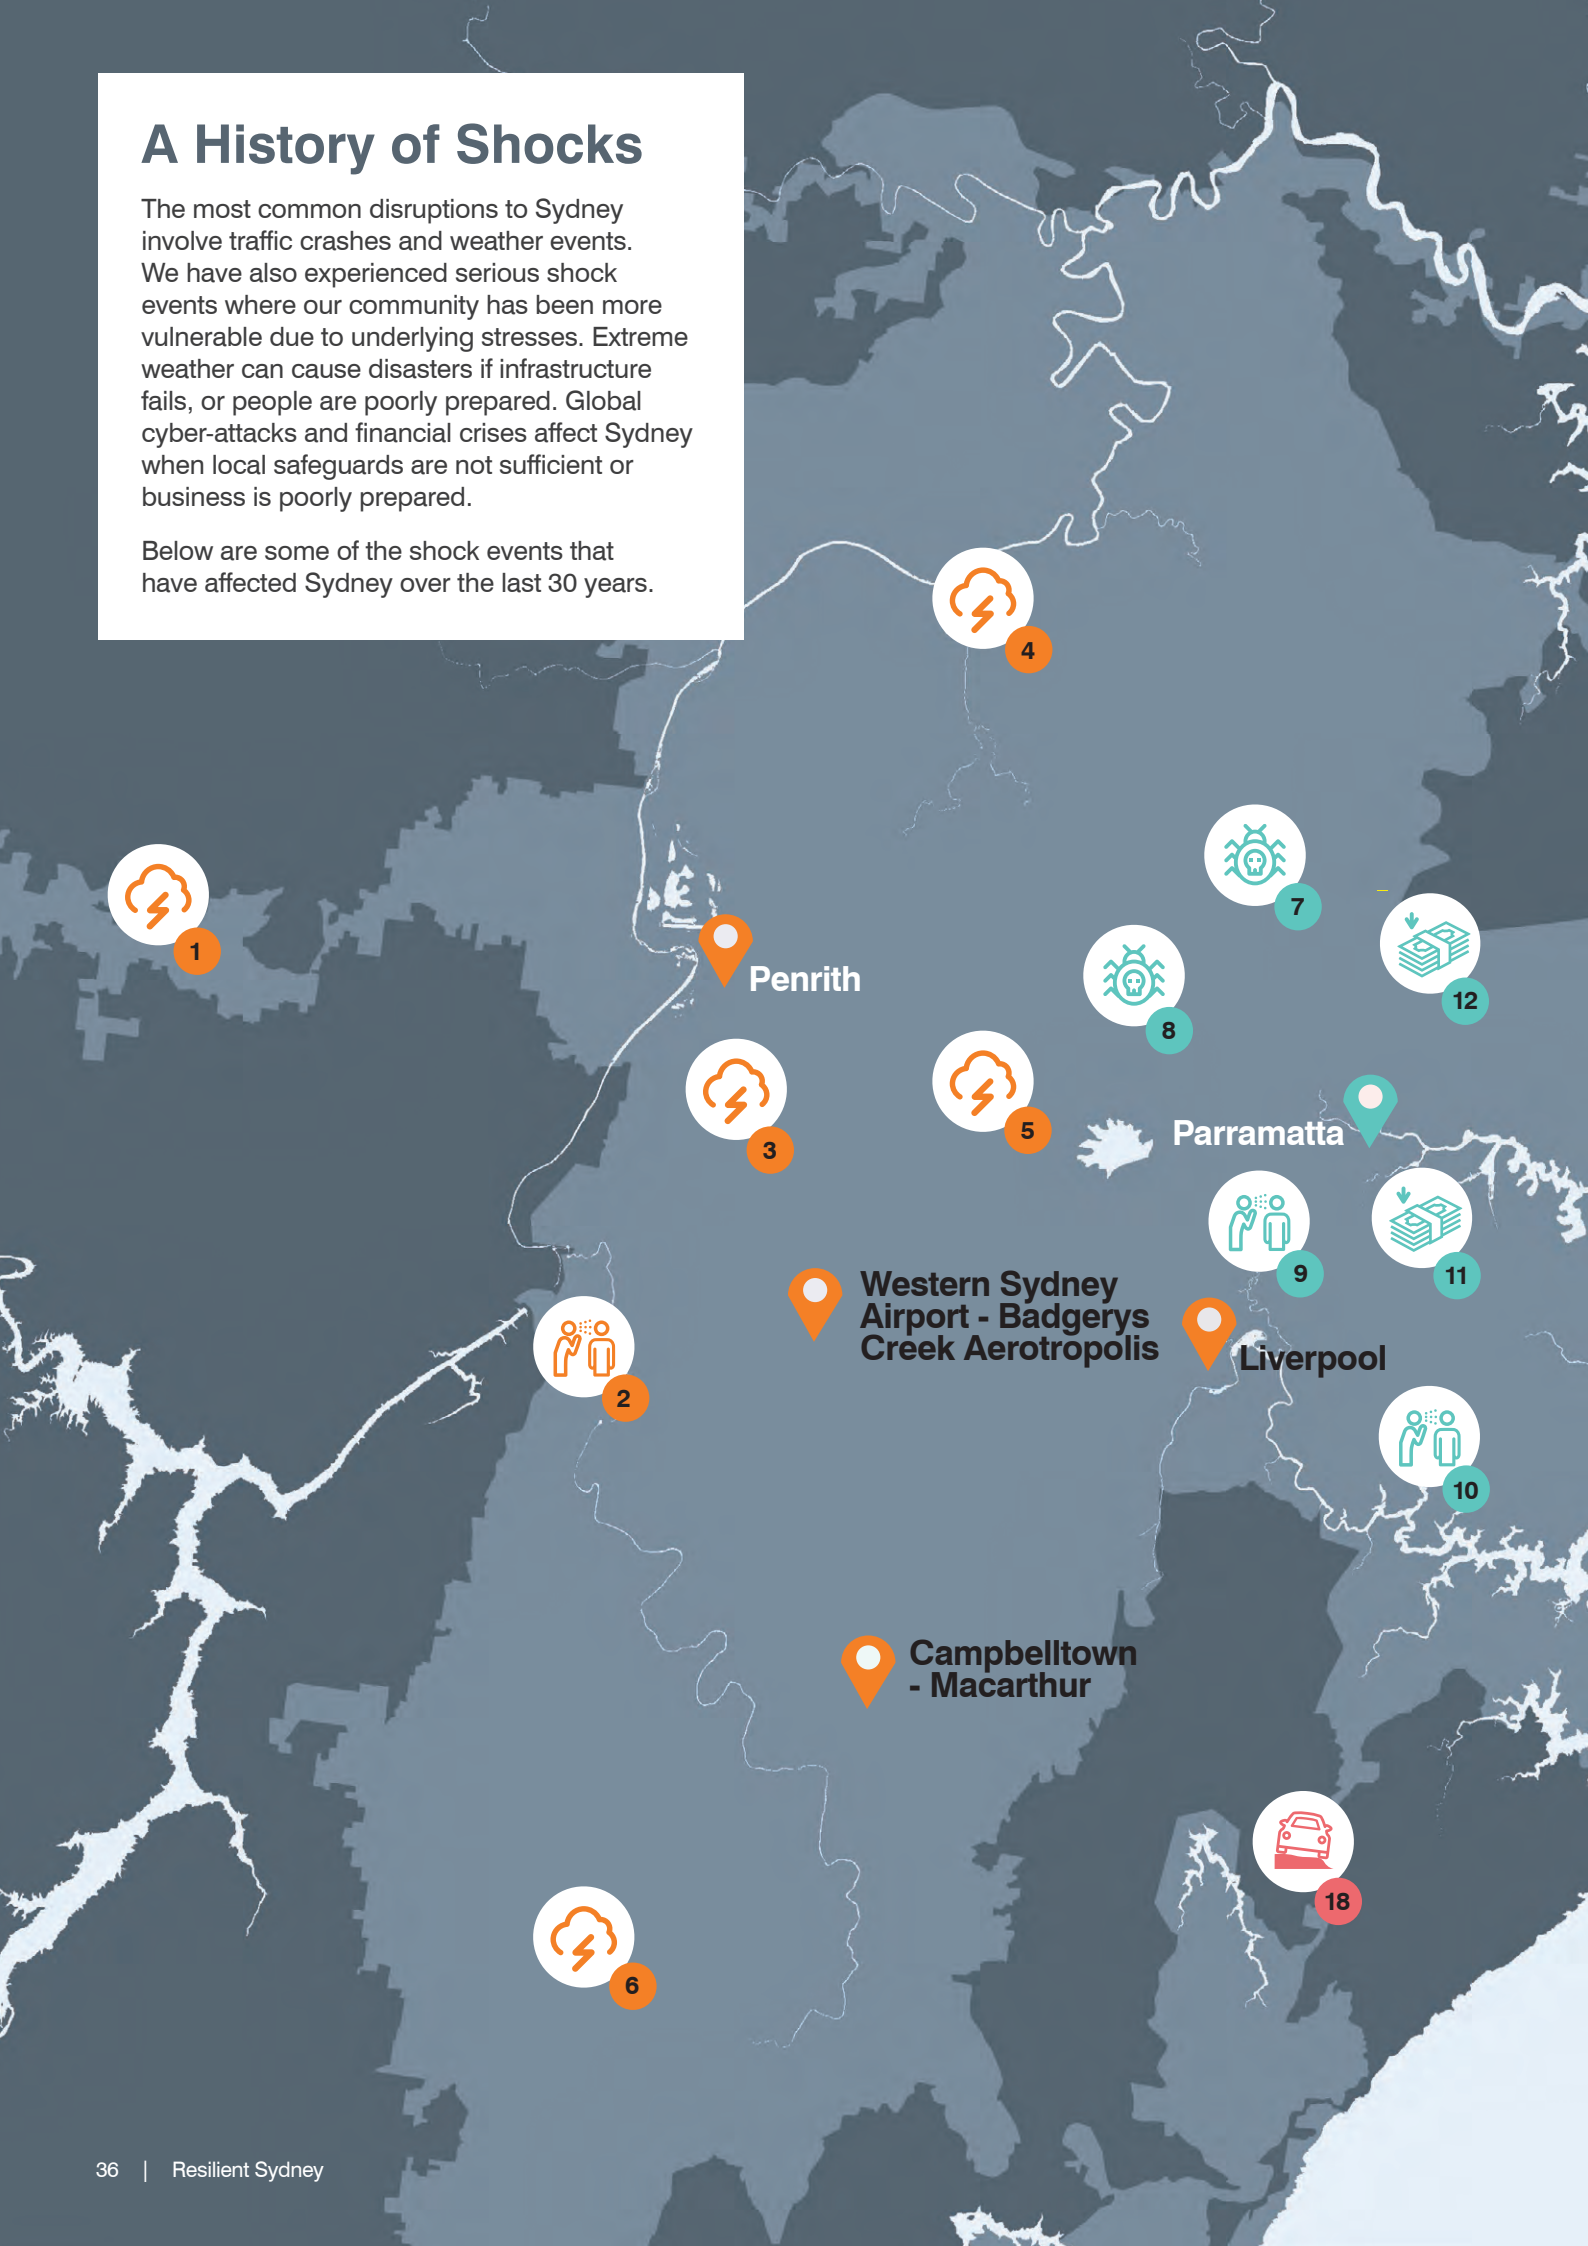 A History of Shocks
The most common disruptions to Sydney
involve traffic crashes and weather events.
We have also experienced serious shock
events where our community has been more
vulnerable due to underlying stresses. Extreme
weather can cause disasters if infrastructure
fails, or people are poorly prepared. Global
cyber-attacks and financial crises affect Sydney
when local safeguards are not sufficient or
business is poorly prepared.
Below are some of the shock events that
have affected Sydney over the last 30 years.
4
7
1
Penrith
12
8
5
Parramatta
3
9
11
Western Sydney
Airport - Badgerys
Creek Aerotropolis
Liverpool
2
10
Campbelltown
- Macarthur
18
6
36 | Resilient Sydney